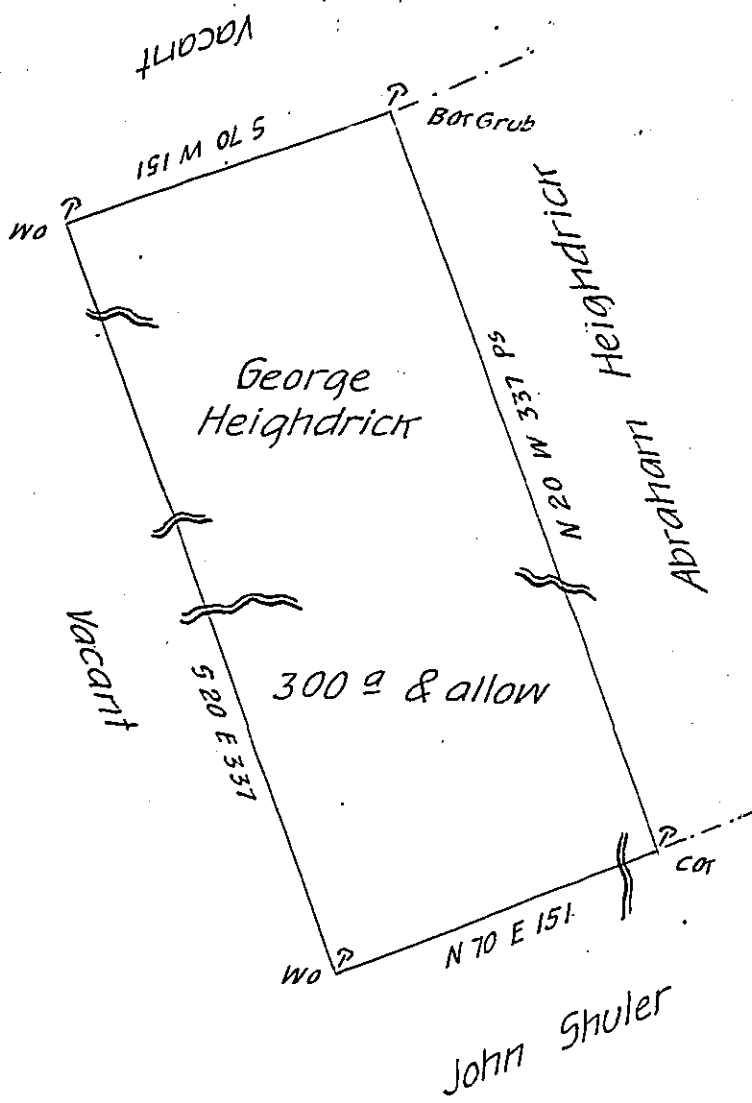 Vacant
S 70 W 151
Bot Grub
WO
George
Heighdrick
N 20 W 337 Ps
Abraham Heighdrick
Vacant
S 20 E 337
300 a & allow
Cor
N 70 E 151
WO
John Shuler